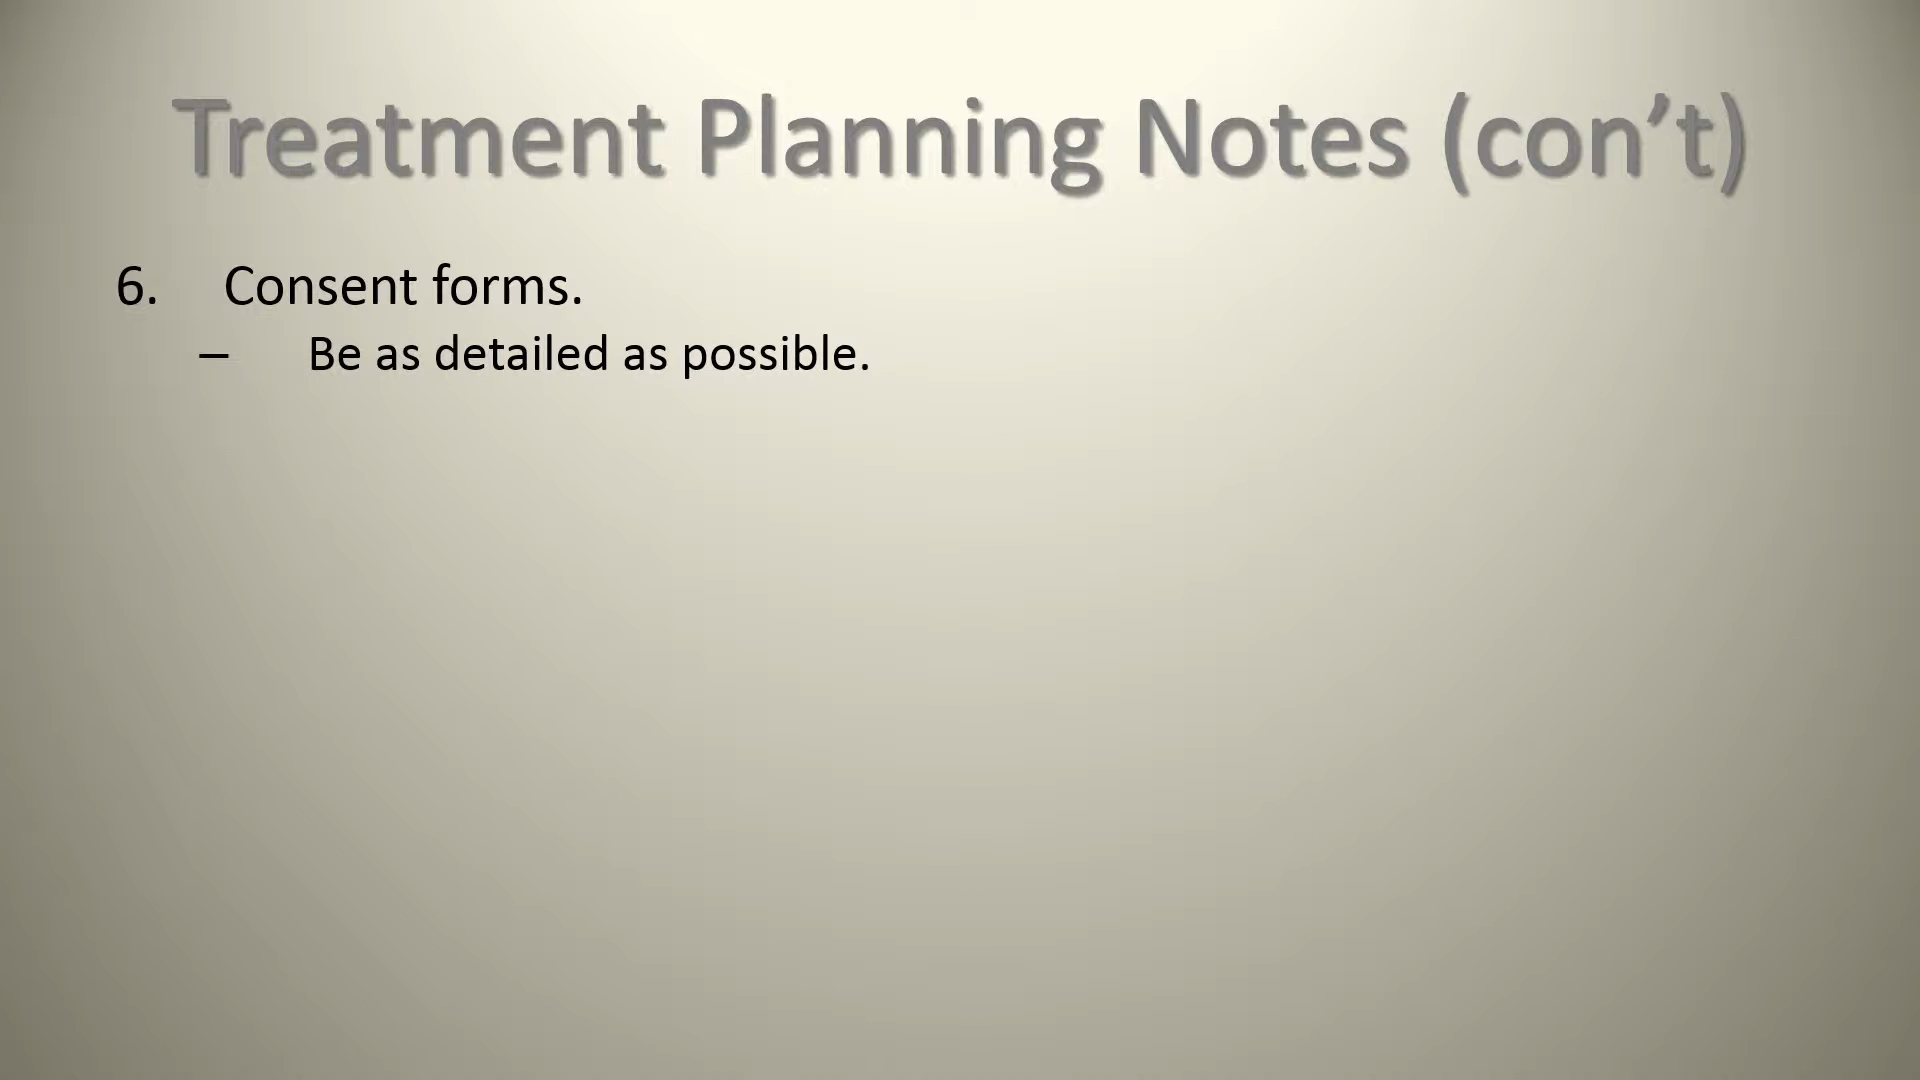 Treatment Planning Notes (con’t)
6. Consent forms.
– Be as detailed as possible.